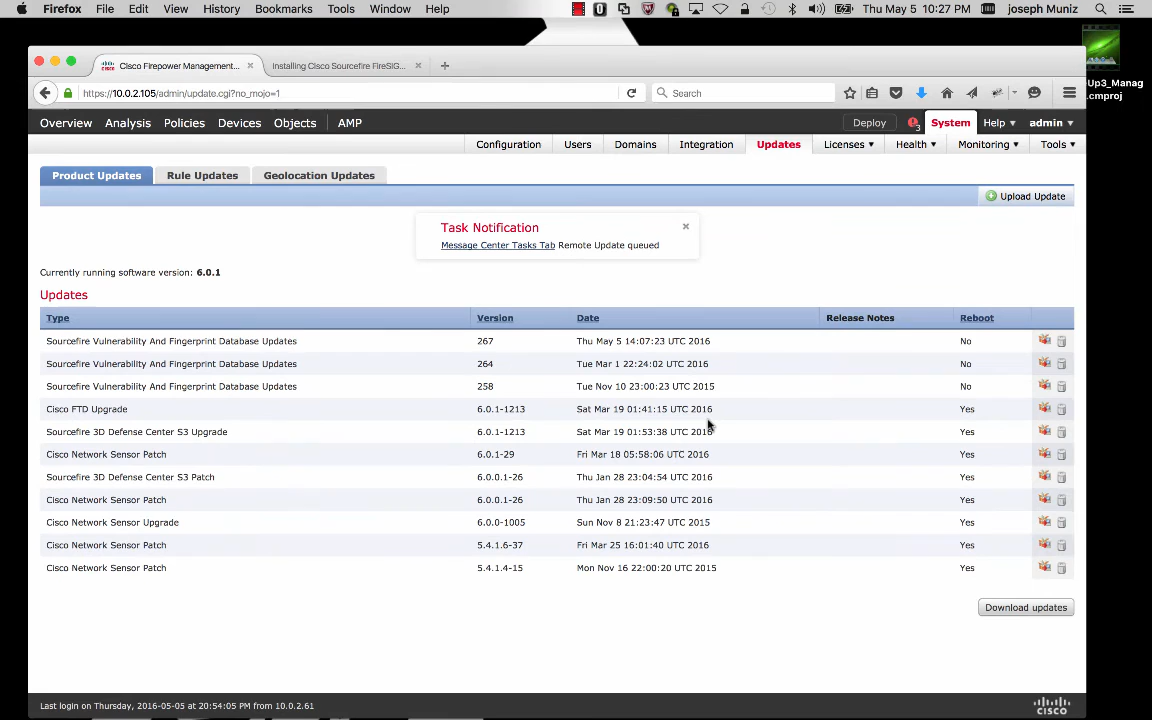 Firefox File Edit View History Bookmarks Tools Window Help Thu May 5 10:27 PM joseph Muniz
Cisco Firepower Management... Installing Cisco Sourcefire FireSIG...
https://10.0.2.105/admin/update.cgi?no_mojo=1 Search
-Up3_Manag
erproj
Overview Analysis Policies Devices Objects AMP Deploy 3 System Help admin
Configuration Users Domains Integration Updates Licenses Health Monitoring Tools
Product Updates Rule Updates Geolocation Updates
Upload Update
Task Notification
Message Center Tasks Tab Remote Update queued
Currently running software version: 6.0.1
Updates
Type Version Date Release Notes Reboot
Sourcefire Vulnerability And Fingerprint Database Updates 267 Thu May 5 14:07:23 UTC 2016 No
Sourcefire Vulnerability And Fingerprint Database Updates 264 Tue Mar 1 22:24:02 UTC 2016 No
Sourcefire Vulnerability And Fingerprint Database Updates 258 Tue Nov 10 23:00:23 UTC 2015 No
Cisco FTD Upgrade 6.0.1-1213 Sat Mar 19 01:41:15 UTC 2016 Yes
Sourcefire 3D Defense Center S3 Upgrade 6.0.1-1213 Sat Mar 19 01:53:38 UTC 2016 Yes
Cisco Network Sensor Patch 6.0.1-29 Fri Mar 18 05:58:06 UTC 2016 Yes
Sourcefire 3D Defense Center S3 Patch 6.0.0.1-26 Thu Jan 28 23:04:54 UTC 2016 Yes
Cisco Network Sensor Patch 6.0.0.1-26 Thu Jan 28 23:09:50 UTC 2016 Yes
Cisco Network Sensor Upgrade 6.0.0-1005 Sun Nov 8 21:23:47 UTC 2015 Yes
Cisco Network Sensor Patch 5.4.1.6-37 Fri Mar 25 16:01:40 UTC 2016 Yes
Cisco Network Sensor Patch 5.4.1.4-15 Mon Nov 16 22:00:20 UTC 2015 Yes
Download updates
Last login on Thursday, 2016-05-05 at 20:54:05 PM from 10.0.2.61
cisco